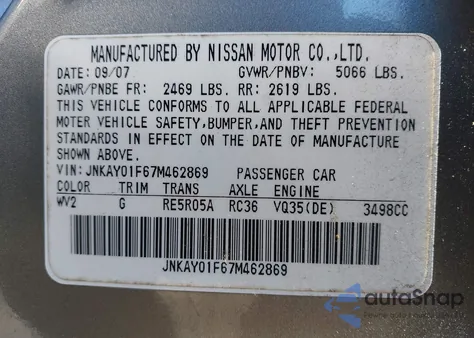 MANUFACTURED BY NISSAN MOTOR CO.,LTD.
DATE: 09/07 GVWR/PNBV: 5066 LBS.
GAWR/PNBE FR: 2469 LBS. RR: 2619 LBS.
THIS VEHICLE CONFORMS TO ALL APPLICABLE FEDERAL
MOTER VEHICLE SAFETY,BUMPER,AND THEFT PREVENTION
STANDARDS IN EFFECT ON THE DATE OF MANUFACTURE
SHOWN ABOVE.
VIN: JNKAY01F67M462869 PASSENGER CAR
COLOR TRIM TRANS AXLE ENGINE
WV2 G RE5R05A RC36 VQ35(DE) 3498CC
JNKAY01F67M462869
autoSnap